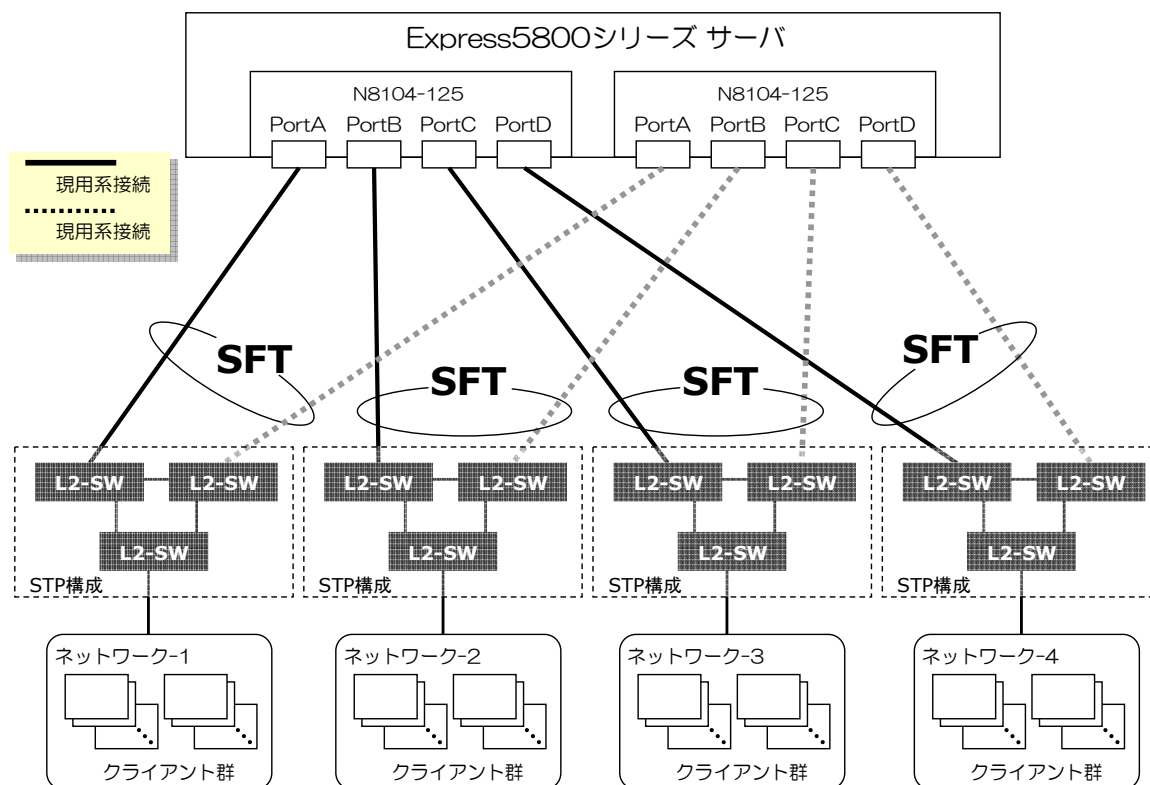 Express5800シリーズ サーバ
N8104-125
N8104-125
PortA PortB PortC PortD
PortA PortB PortC PortD
現用系接続
現用系接続
SFT
SFT
SFT
SFT
L2-SW L2-SW
L2-SW
STP構成
L2-SW L2-SW
L2-SW
STP構成
L2-SW L2-SW
L2-SW
STP構成
L2-SW L2-SW
L2-SW
STP構成
ネットワーク-1
クライアント群
ネットワーク-2
クライアント群
ネットワーク-3
クライアント群
ネットワーク-4
クライアント群